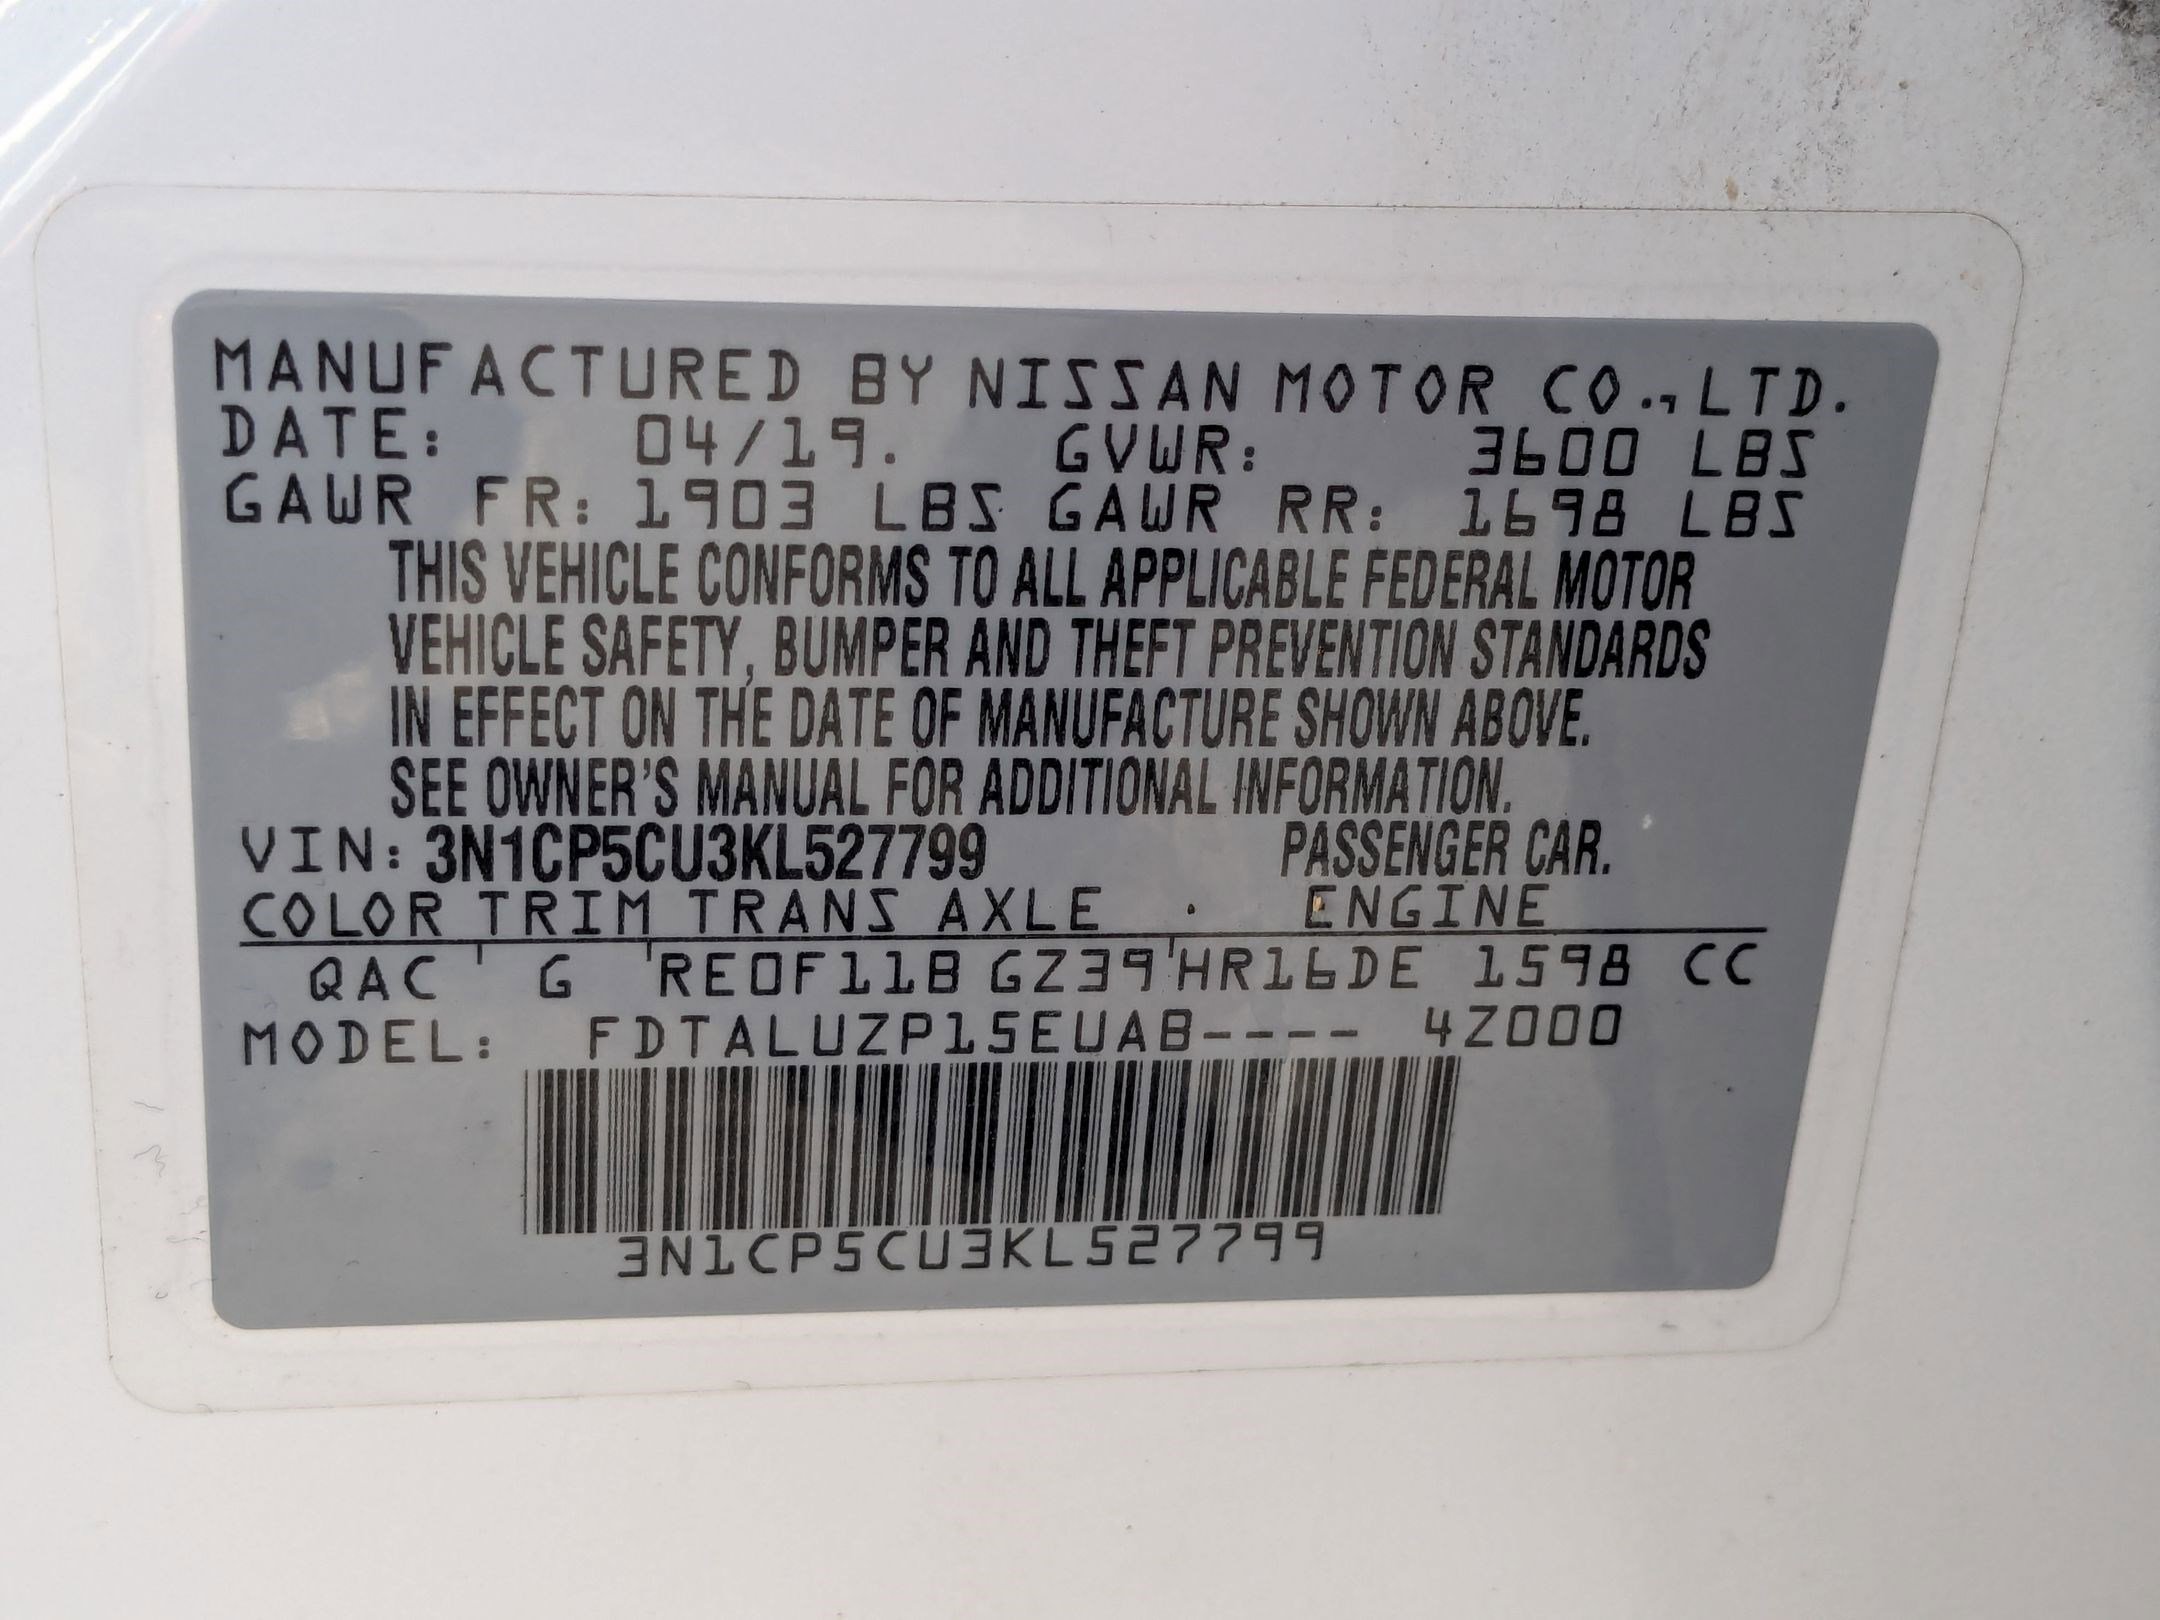 MANUFACTURED BY NISSAN MOTOR CO.,LTD.
DATE: 04/19. GVWR: 3600 LBS
GAWR FR: 1903 LBS GAWR RR: 1698 LBS
THIS VEHICLE CONFORMS TO ALL APPLICABLE FEDERAL MOTOR
VEHICLE SAFETY, BUMPER AND THEFT PREVENTION STANDARDS
IN EFFECT ON THE DATE OF MANUFACTURE SHOWN ABOVE.
SEE OWNER'S MANUAL FOR ADDITIONAL INFORMATION.
VIN: 3N1CP5CU3KL527799 PASSENGER CAR.
COLOR TRIM TRANS AXLE ENGINE
QAC ' G 'RE0F11B GZ39'HR16DE 1598 CC
MODEL: FDTALUZP15EUAB---- 4Z000
3N1CP5CU3KL527799